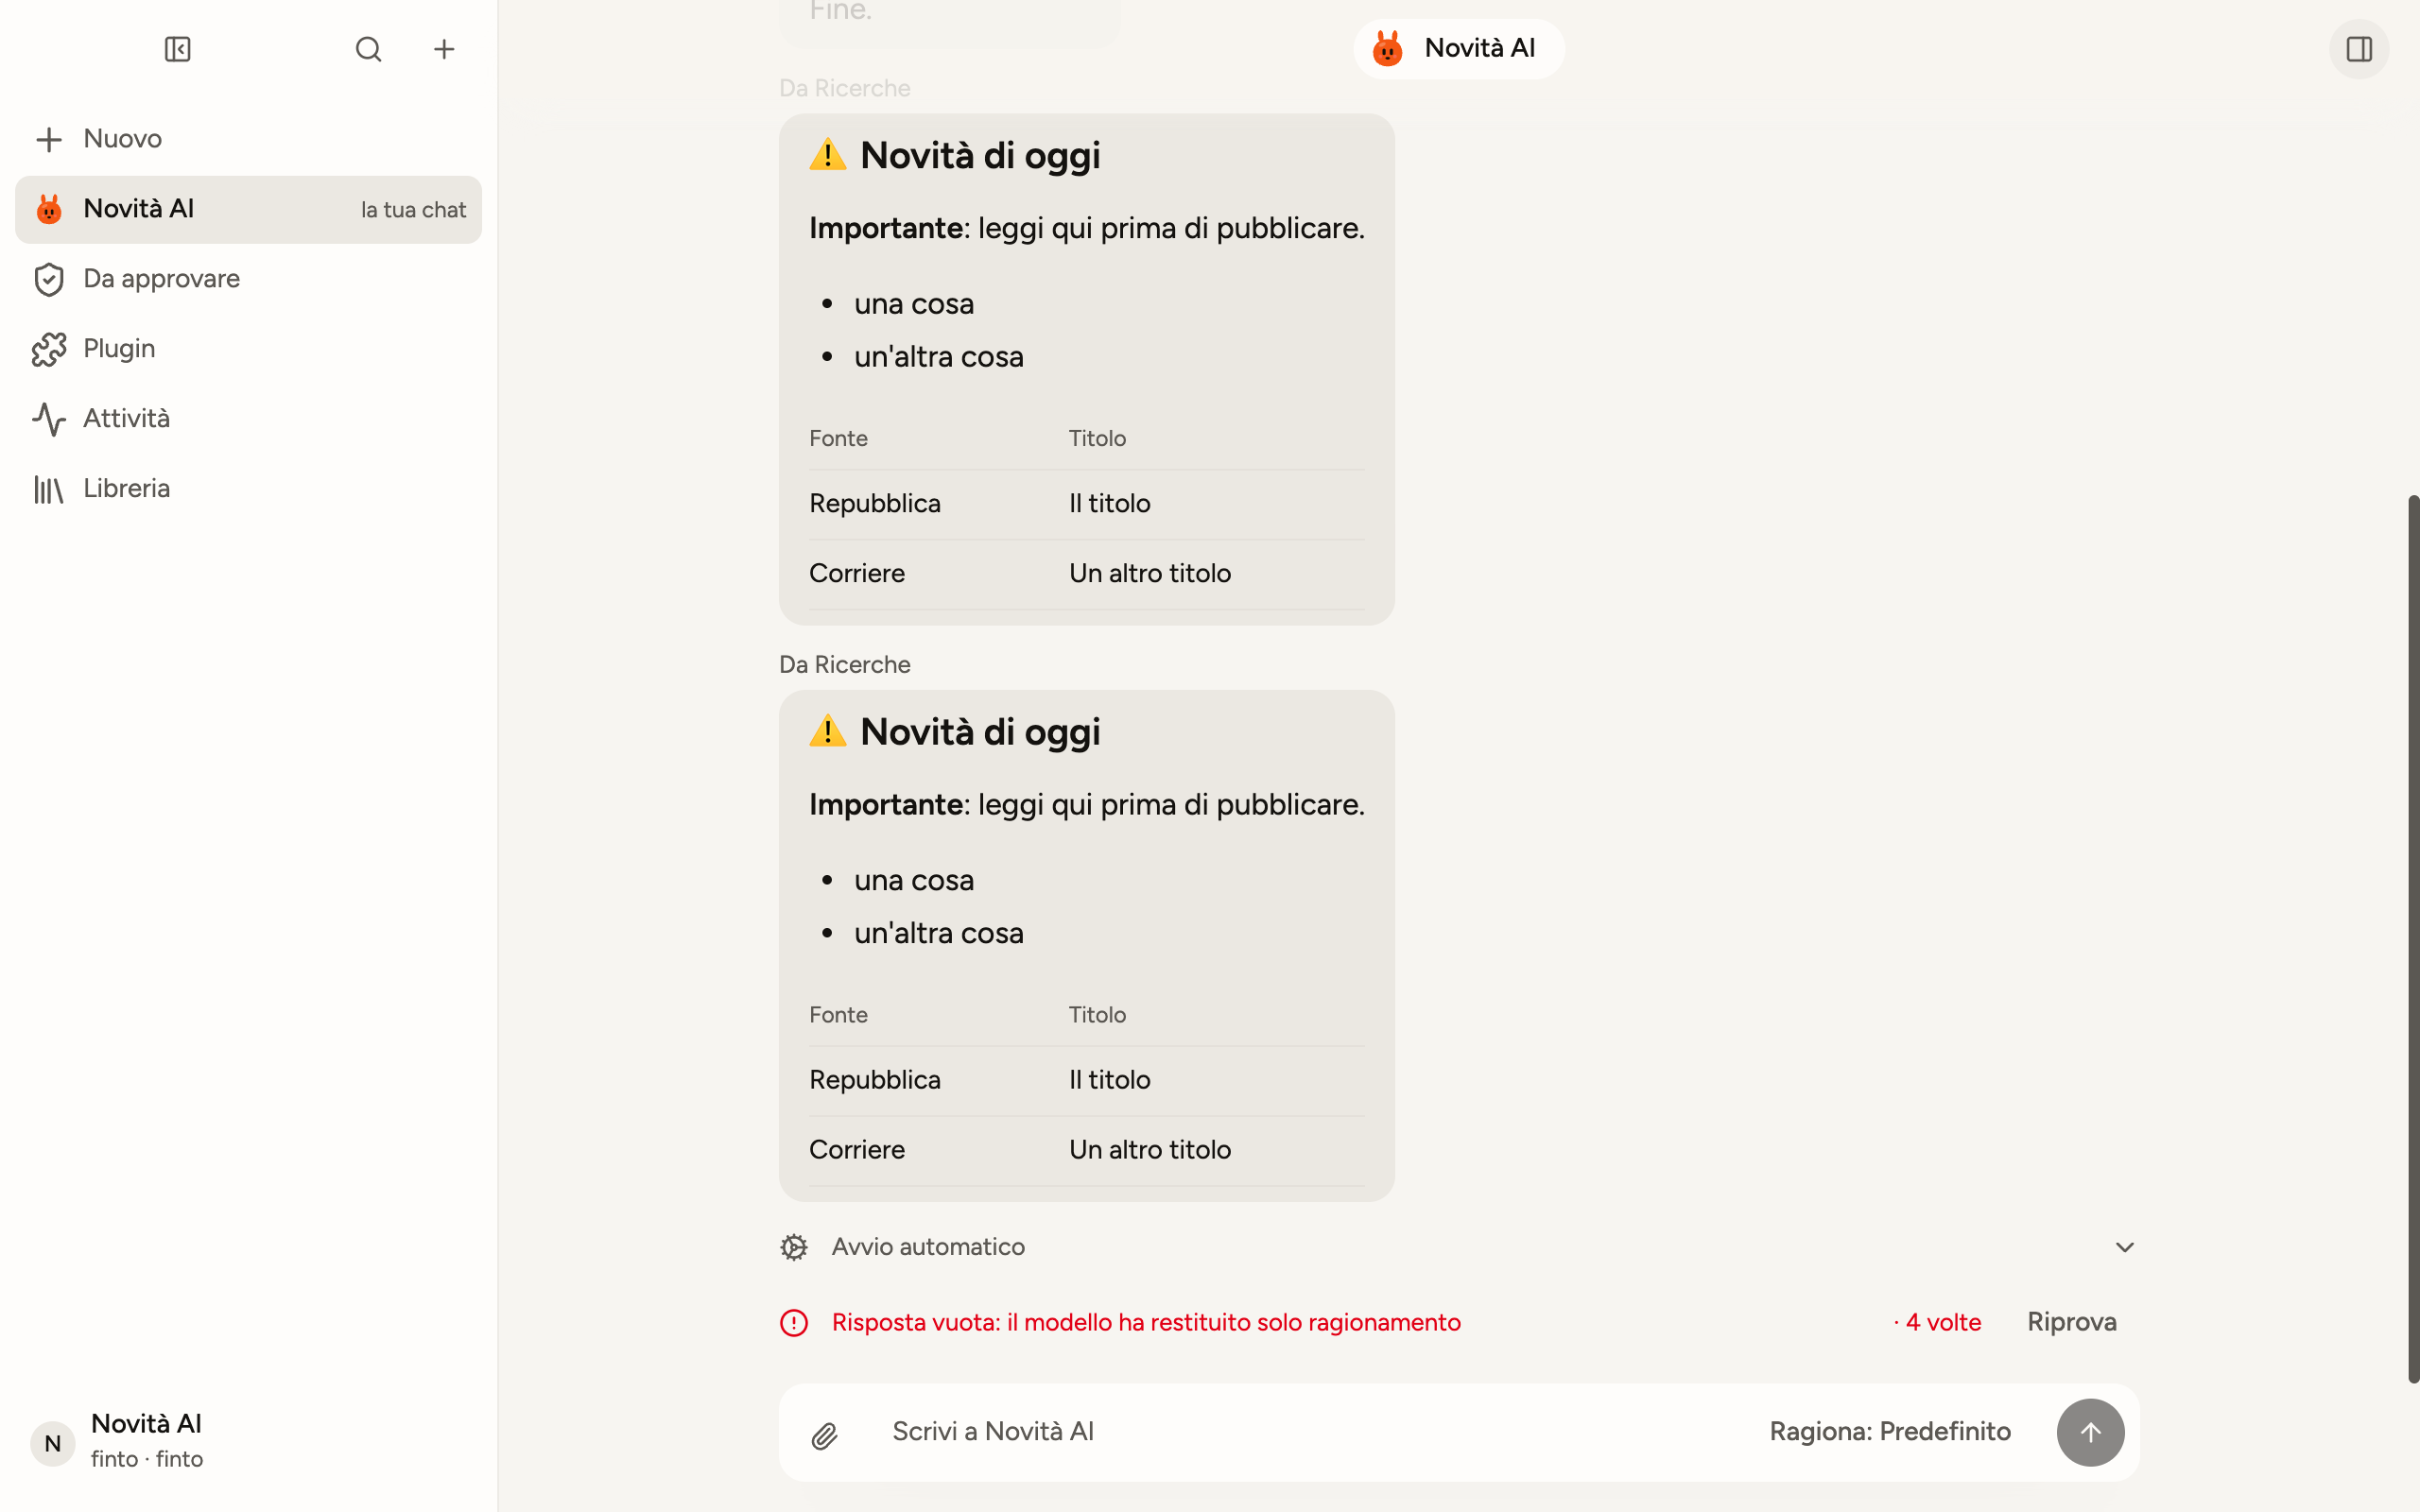 Nuovo
Novità AI la tua chat
Da approvare
Plugin
Attività
Libreria
Novità AI
N
finto · finto
Novità AI
Fine.
Da Ricerche
⚠️ Novità di oggi
Importante: leggi qui prima di pubblicare.
• una cosa
• un'altra cosa
Fonte Titolo
Repubblica Il titolo
Corriere Un altro titolo
Da Ricerche
⚠️ Novità di oggi
Importante: leggi qui prima di pubblicare.
• una cosa
• un'altra cosa
Fonte Titolo
Repubblica Il titolo
Corriere Un altro titolo
Avvio automatico
Risposta vuota: il modello ha restituito solo ragionamento · 4 volte Riprova
Scrivi a Novità AI Ragiona: Predefinito